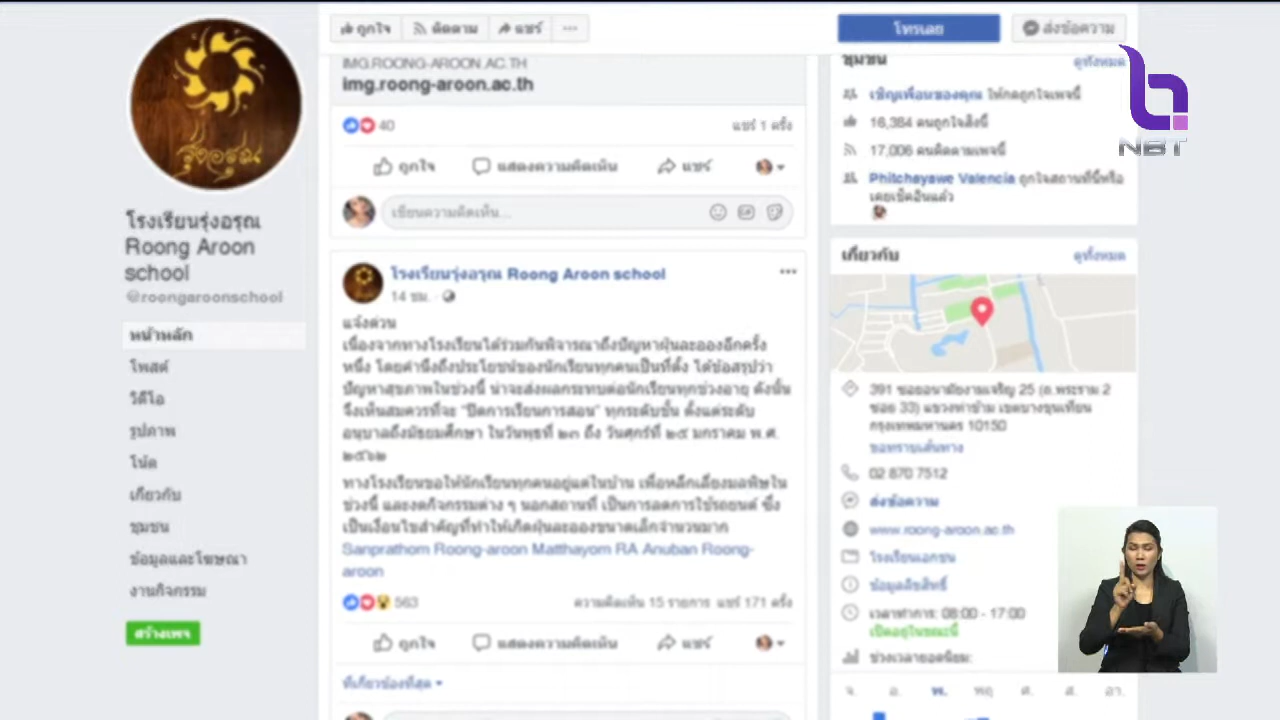 รุ่งอรุณ
โรงเรียนรุ่งอรุณ
Roong Aroon
school
@roongaroonschool
หน้าหลัก
โพสต์
วิดีโอ
รูปภาพ
โน้ต
เกี่ยวกับ
ชุมชน
ข้อมูลและโฆษณา
งานกิจกรรม
สร้างเพจ
ถูกใจ ติดตาม แชร์ ...
โทรเลย ส่งข้อความ
IMG.ROONG-AROON.AC.TH
img.roong-aroon.ac.th
40 แชร์ 1 ครั้ง
ถูกใจ แสดงความคิดเห็น แชร์
เขียนความคิดเห็น...
โรงเรียนรุ่งอรุณ Roong Aroon school
14 ชม. ·
แจ้งด่วน
เนื่องจากทางโรงเรียนได้ร่วมกันพิจารณาถึงปัญหาฝุ่นละอองอีกครั้ง
หนึ่ง โดยคำนึงถึงประโยชน์ของนักเรียนทุกคนเป็นที่ตั้ง ได้ข้อสรุปว่า
ปัญหาสุขภาพในช่วงนี้ น่าจะส่งผลกระทบต่อนักเรียนทุกช่วงอายุ ดังนั้น
จึงเห็นสมควรที่จะ "ปิดการเรียนการสอน" ทุกระดับชั้น ตั้งแต่ระดับ
อนุบาลถึงมัธยมศึกษา ในวันพุธที่ ๒๓ ถึง วันศุกร์ที่ ๒๕ มกราคม พ.ศ.
๒๕๖๒
ทางโรงเรียนขอให้นักเรียนทุกคนอยู่แต่ในบ้าน เพื่อหลีกเลี่ยงมลพิษใน
ช่วงนี้ และงดกิจกรรมต่าง ๆ นอกสถานที่ เป็นการลดการใช้รถยนต์ ซึ่ง
เป็นเงื่อนไขสำคัญที่ทำให้เกิดฝุ่นละอองขนาดเล็กจำนวนมาก
Sanprathom Roong-aroon Matthayom RA Anuban Roong-
aroon
563 ความคิดเห็น 15 รายการ แชร์ 171 ครั้ง
ถูกใจ แสดงความคิดเห็น แชร์
ที่เกี่ยวข้องที่สุด
ชุมชน ดูทั้งหมด
เชิญเพื่อนของคุณ ให้กดถูกใจเพจนี้
16,384 คนถูกใจสิ่งนี้
17,006 คนติดตามเพจนี้
Philtchayawe Valencia ถูกใจสถานที่นี้หรือ
เคยเช็คอินแล้ว
เกี่ยวกับ ดูทั้งหมด
391 ซอยอนามัยงามเจริญ 25 (ถ.พระราม 2
ซอย 33) แขวงท่าข้าม เขตบางขุนเทียน
กรุงเทพมหานคร 10150
ขอทราบเส้นทาง
02 870 7512
ส่งข้อความ
www.roong-aroon.ac.th
โรงเรียนเอกชน
ข้อมูลลิขสิทธิ์
เวลาทำการ: 08:00 - 17:00
เปิดอยู่ในขณะนี้
ช่วงเวลายอดนิยม:
จ. อ. พ. พฤ ศ. ส. อา.
NBT